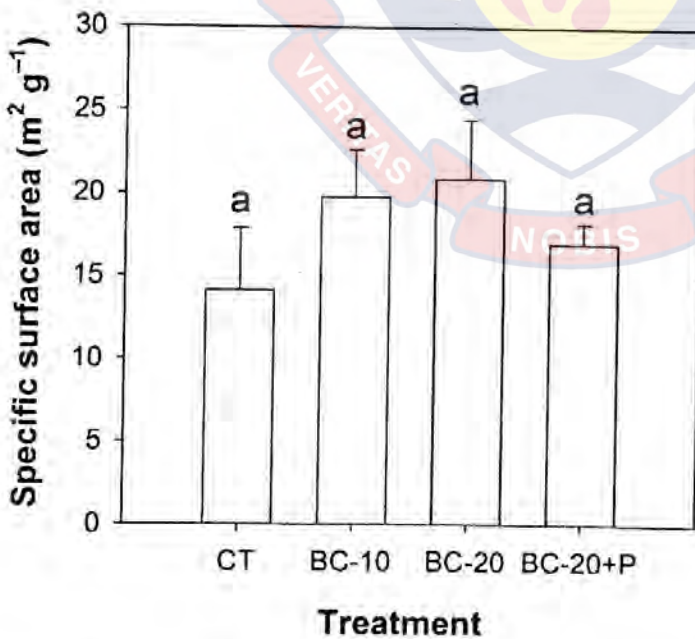 Specific surface area (m² g⁻¹)
30
25
20
15
10
5
0
a
a
a
a
CT BC-10 BC-20 BC-20+P
Treatment
VERITAS
NOBIS